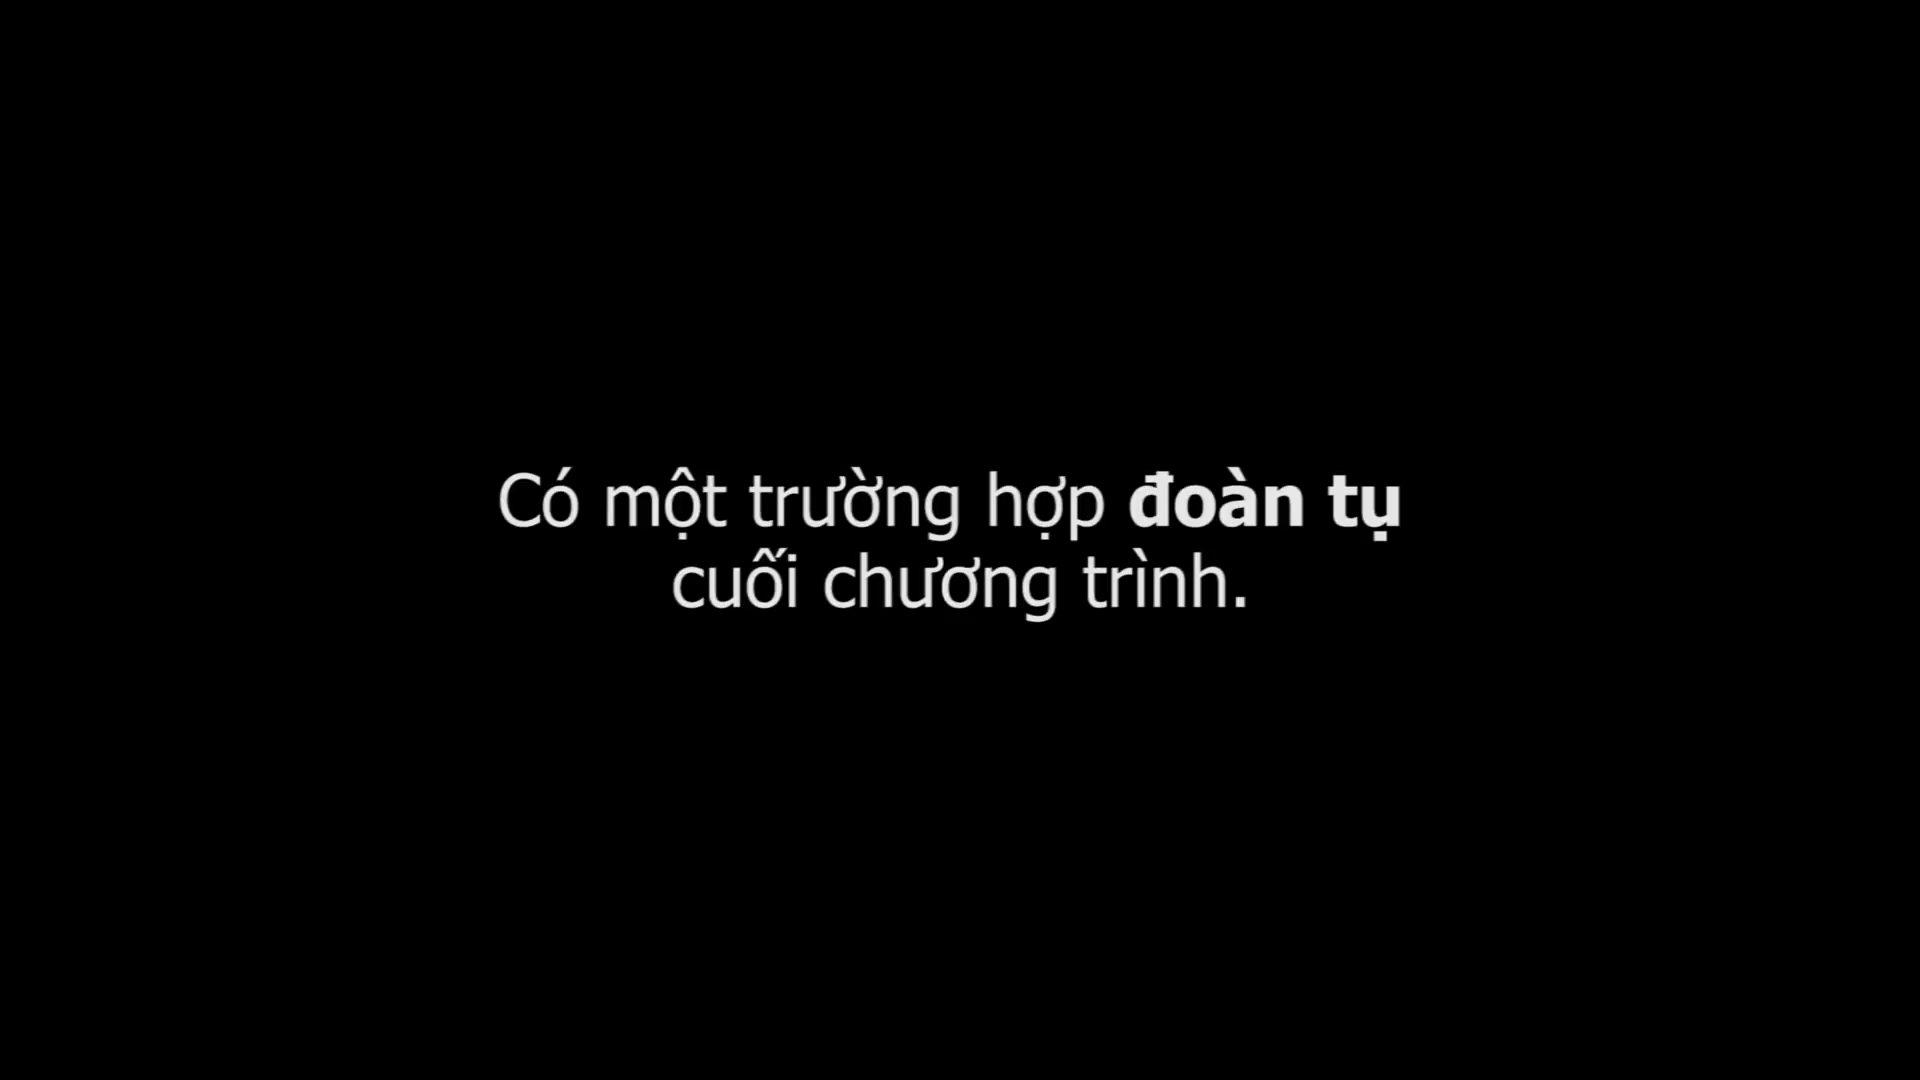 Có một trường hợp đoàn tụ
cuối chương trình.